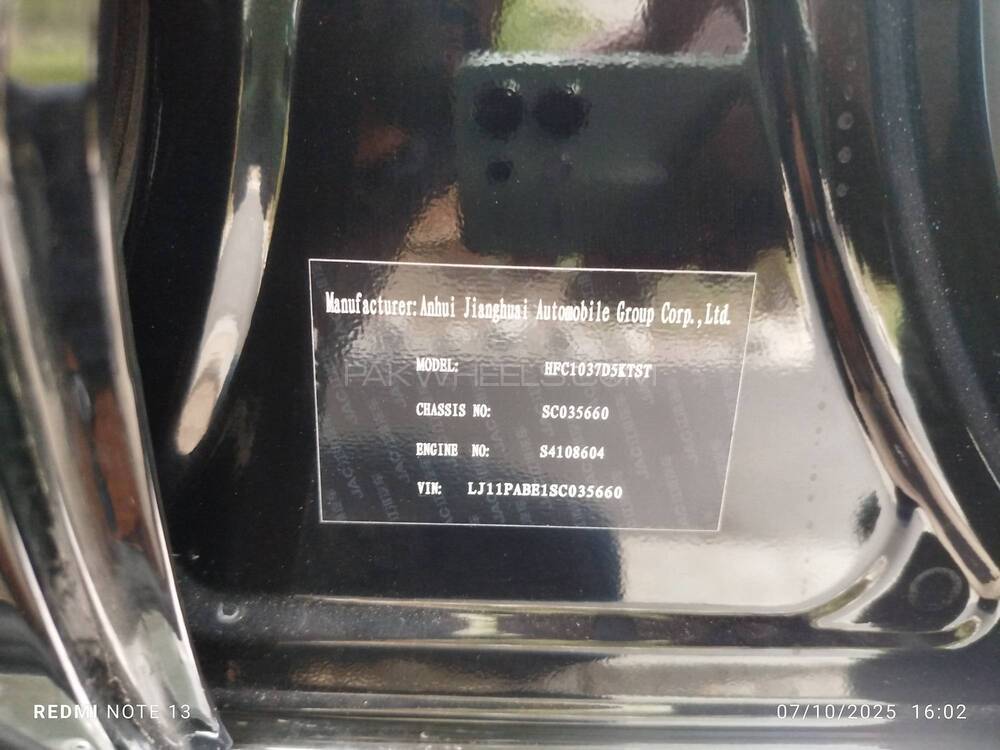 Manufacturer: Anhui Jianghuai Automobile Group Corp., Ltd.
MODEL: HFC1037D5KTST
PAKWHEELS.COM
CHASSIS NO: SC035660
ENGINE NO: S4108604
VIN: LJ11PABE1SC035660
REDMI NOTE 13
07/10/2025 16:02